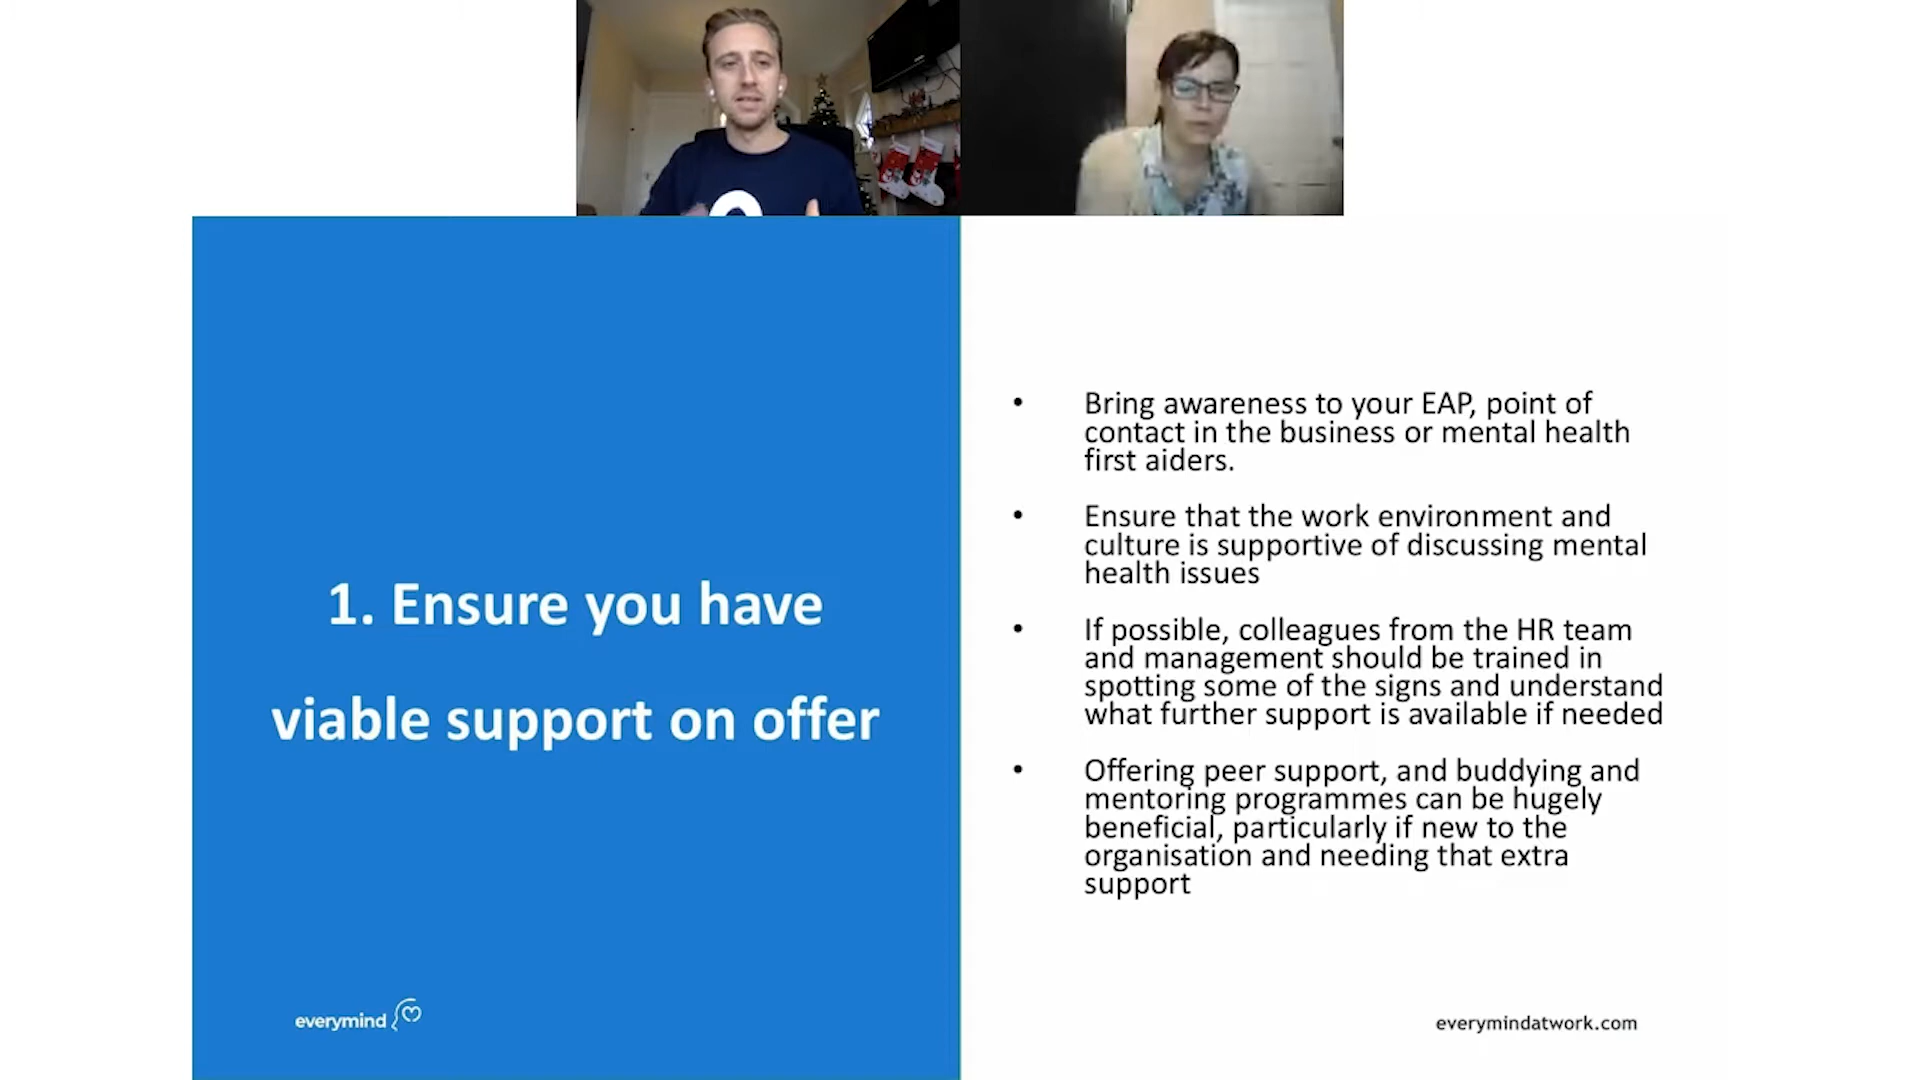 1. Ensure you have
viable support on offer
• Bring awareness to your EAP, point of
contact in the business or mental health
first aiders.
• Ensure that the work environment and
culture is supportive of discussing mental
health issues
• If possible, colleagues from the HR team
and management should be trained in
spotting some of the signs and understand
what further support is available if needed
• Offering peer support, and buddying and
mentoring programmes can be hugely
beneficial, particularly if new to the
organisation and needing that extra
support
everymind
everymindatwork.com